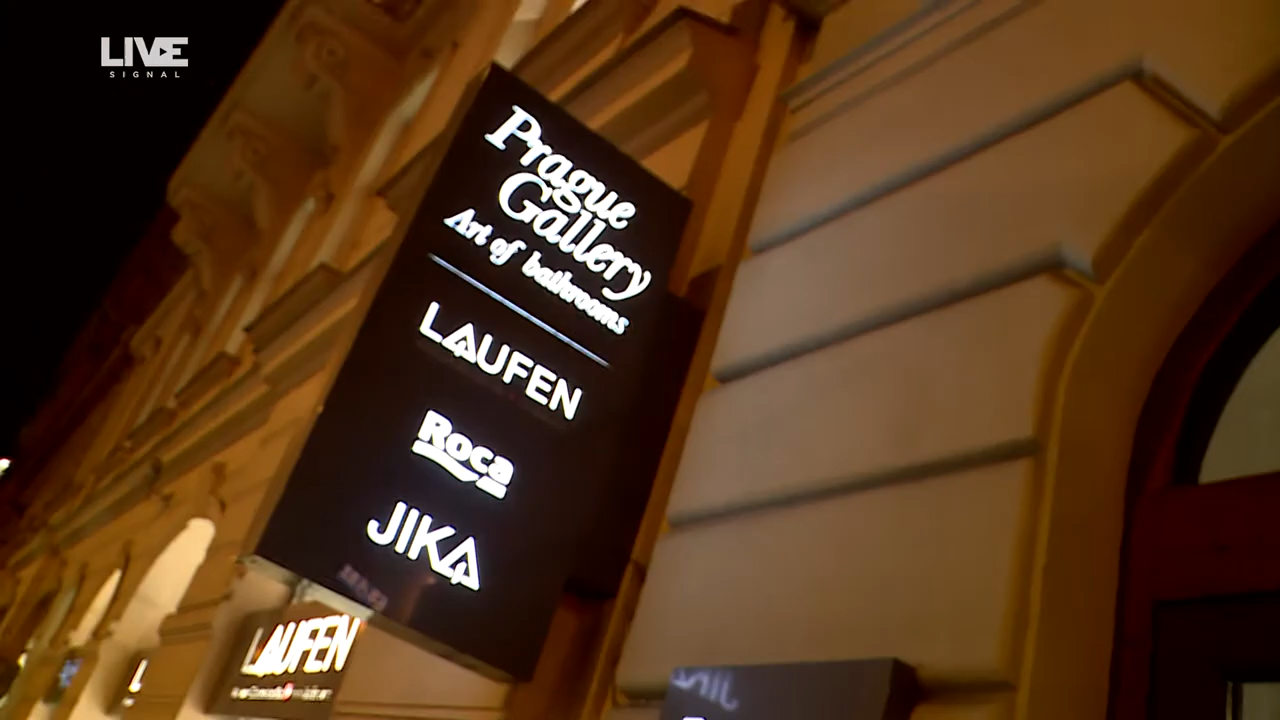 LIVE
SIGNAL
Prague
Gallery
Art of bathrooms
LAUFEN
Roca
JIKA
LAUFEN